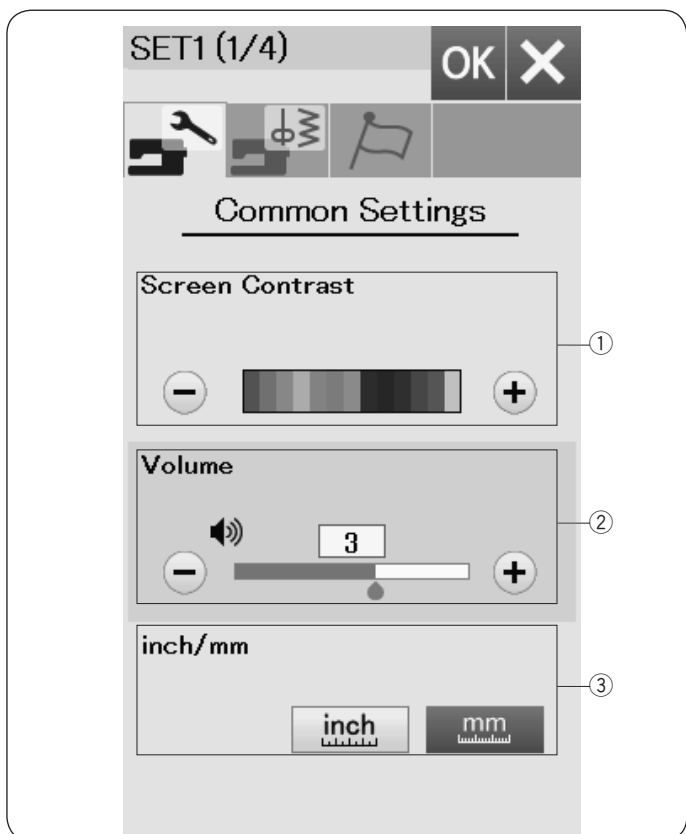 SET1 (1/4)
OK
Common Settings
Screen Contrast
①
Volume
②
3
inch/mm
③
inch
mm